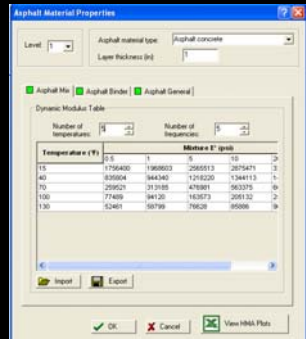 Asphalt Material Properties
Level: 1
Asphalt material type: Asphalt concrete
Layer thickness (in) 1
Asphalt Mix Asphalt Binder Asphalt General
Dynamic Modulus Table
Number of temperatures: 5 Number of frequencies: 5
Temperature (°F) Mixture E* (psi)
0.5 1 5 10
15 1756400 1968603 2565513 2875471
40 835804 944340 1218220 1344113
70 259521 313185 476981 563375
100 77489 94120 163573 205132
130 52461 58799 76628 85886
Import Export
OK Cancel View HMA Plots